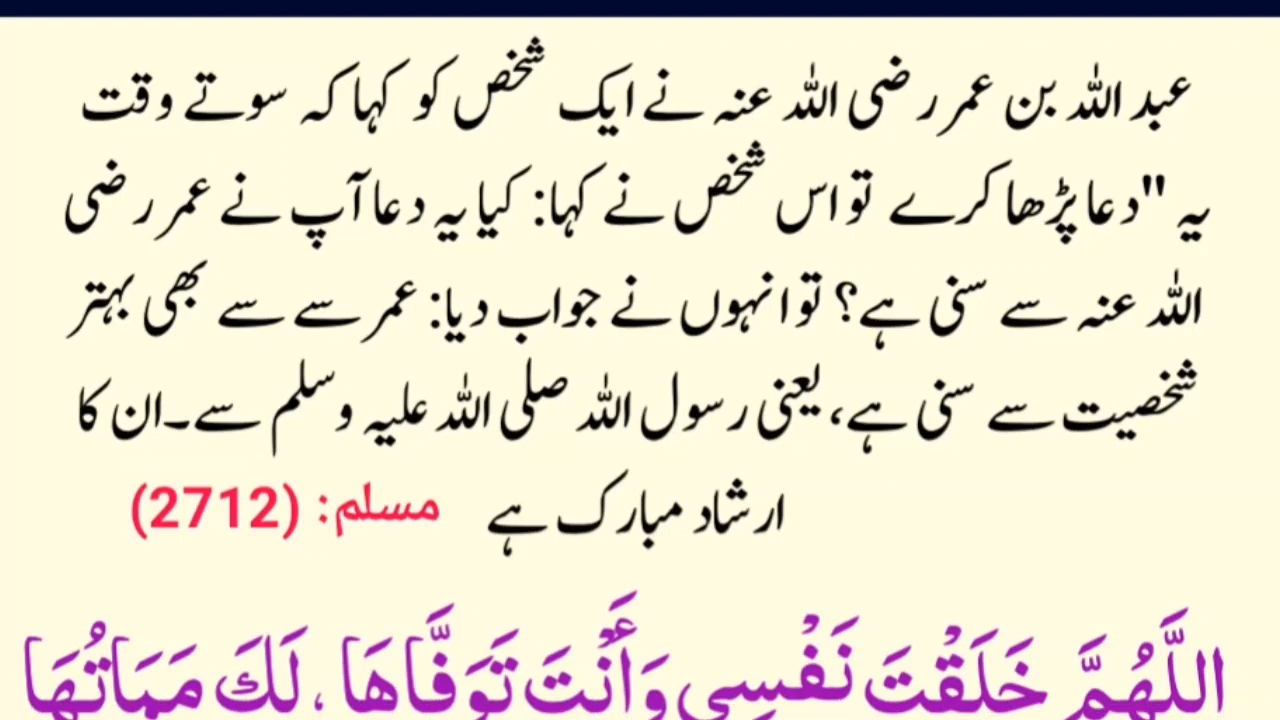 عبد اللہ بن عمر رضی اللہ عنہ نے ایک شخص کو کہا کہ سوتے وقت
یہ "دعا پڑھا کرے تو اس شخص نے کہا: کیا یہ دعا آپ نے عمر رضی
اللہ عنہ سے سنی ہے؟ تو انہوں نے جواب دیا: عمر سے سے بھی بہتر
شخصیت سے سنی ہے، یعنی رسول اللہ صلی اللہ علیہ وسلم سے۔ ان کا
ارشاد مبارک ہے مسلم: (2712)
اللَّهُمَّ خَلَقْتَ نَفْسِي وَأَنْتَ تَوَفَّاهَا ، لَكَ مَمَاتُهَا